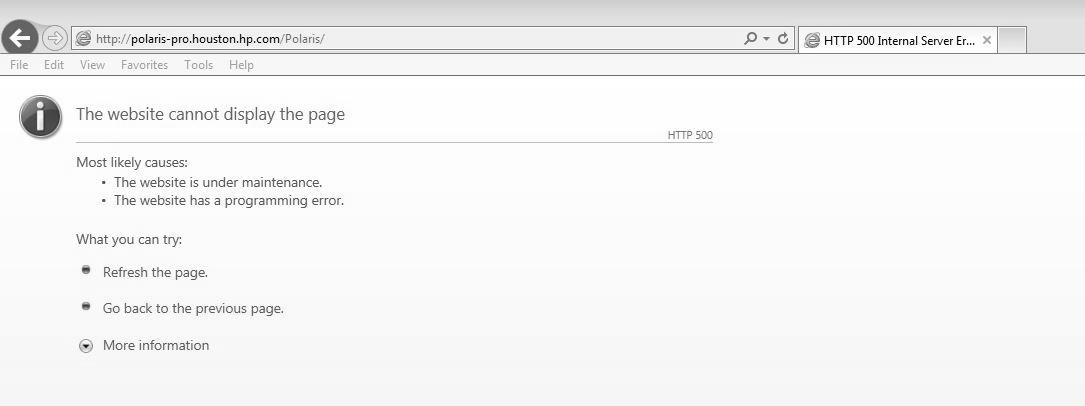 http://polaris-pro.houston.hp.com/Polaris/
HTTP 500 Internal Server Er...
File Edit View Favorites Tools Help
The website cannot display the page
HTTP 500
Most likely causes:
• The website is under maintenance.
• The website has a programming error.
What you can try:
Refresh the page.
Go back to the previous page.
More information